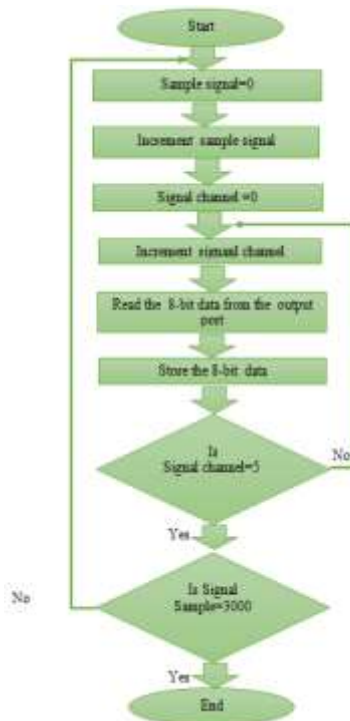 Start
Sample signal=0
Increment sample signal
Signal channel =0
Increment signaal channel
Read the 8-bit data from the output
port
Store the 8-bit data
Is
Signal channel=5
No
Yes
Is Signal
Sample=3000
No
Yes
End